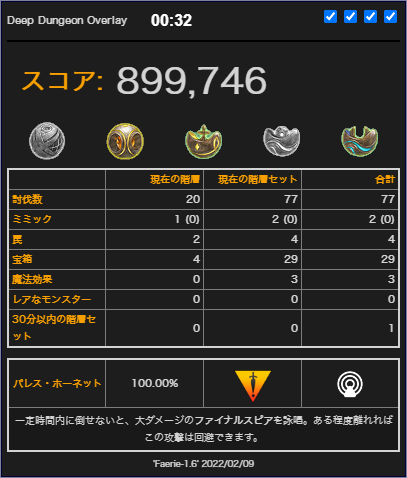 Deep Dungeon Overlay 00:32
スコア: 899,746
現在の階層 現在の階層セット 合計
討伐数 20 77 77
ミミック 1 (0) 2 (0) 2 (0)
罠 2 4 4
宝箱 4 29 29
魔法効果 0 3 3
レアなモンスター 0 0 0
30分以内の階層セ
ット 0 0 1
パレス・ホーネット 100.00%
一定時間内に倒せないと、大ダメージのファイナルスピアを詠唱。ある程度離れれば
この攻撃は回避できます。
'Faerie-1.6' 2022/02/09